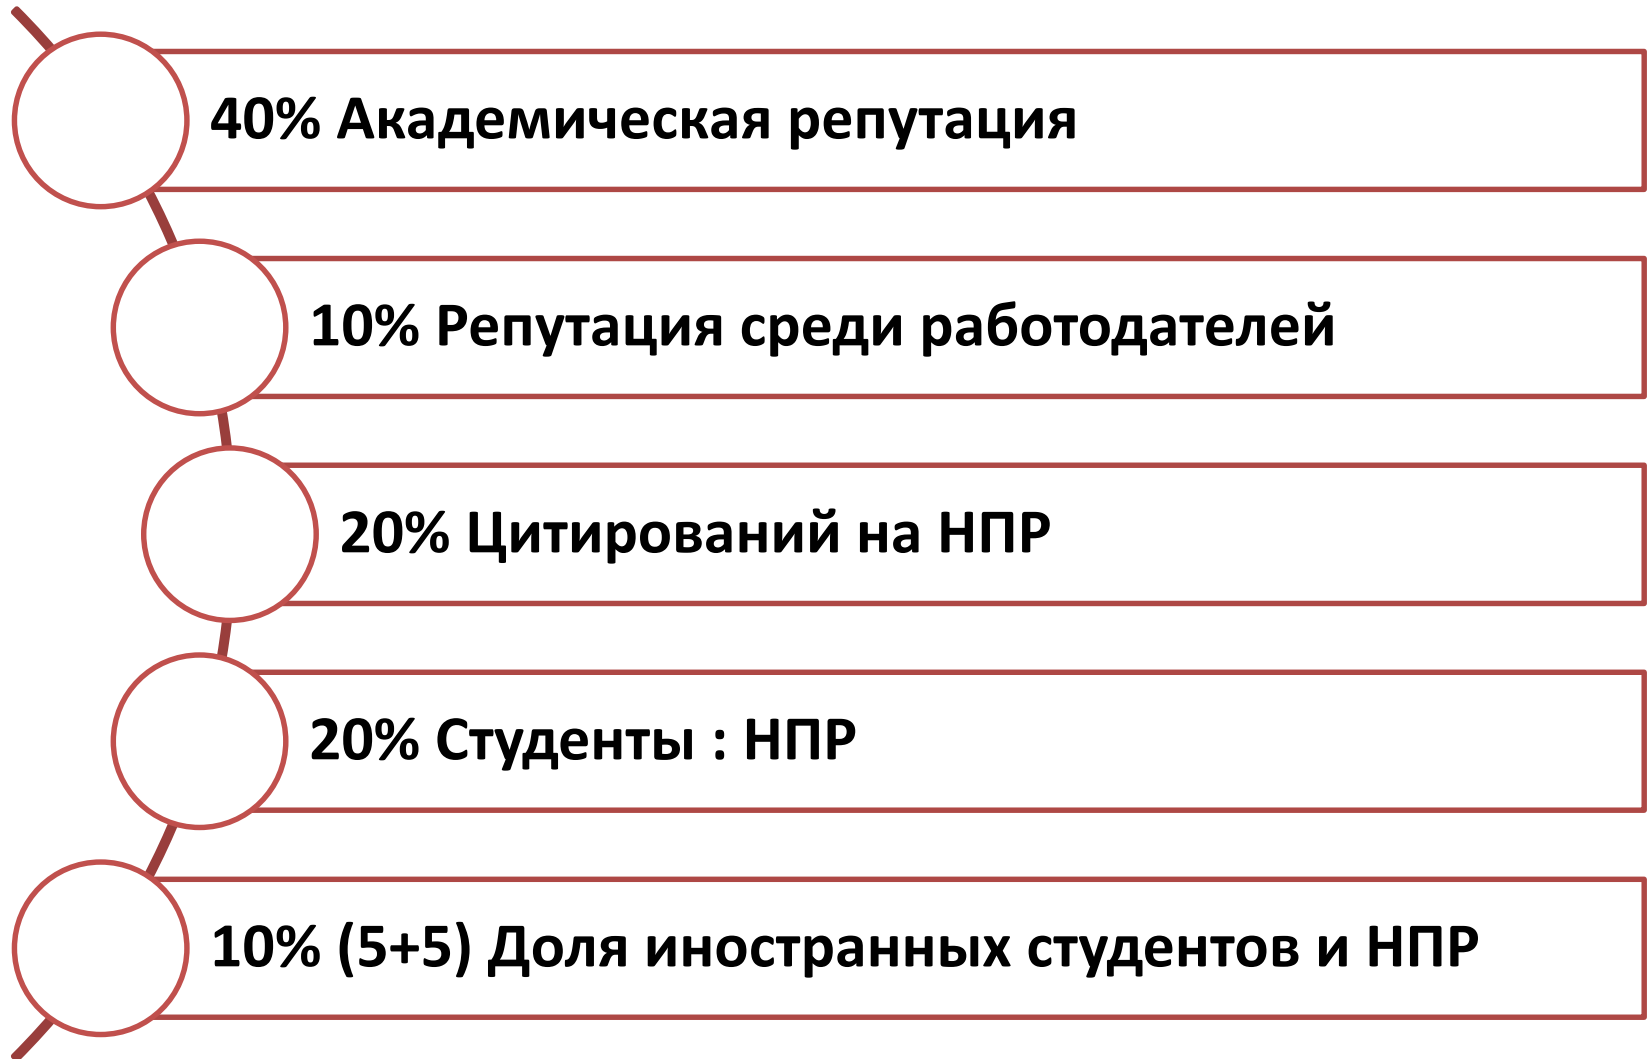 40% Академическая репутация
10% Репутация среди работодателей
20% Цитирований на НПР
20% Студенты : НПР
10% (5+5) Доля иностранных студентов и НПР